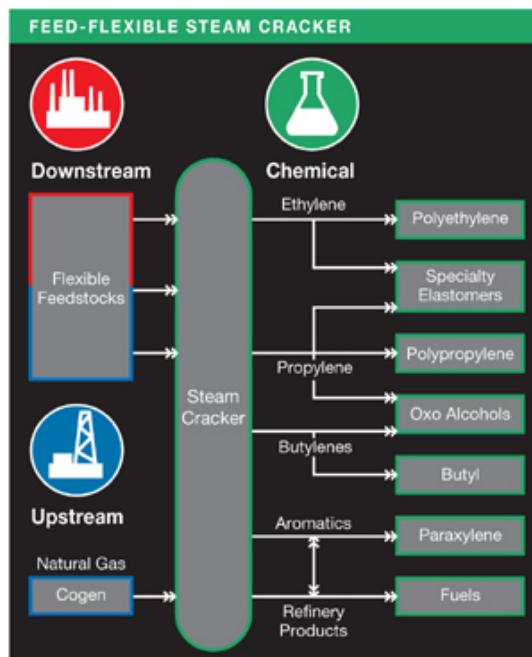 FEED-FLEXIBLE STEAM CRACKER
Downstream
Chemical
Flexible
Feedstocks
Upstream
Natural Gas
Cogen
Steam
Cracker
Ethylene
Propylene
Butylenes
Aromatics
Refinery
Products
Polyethylene
Specialty
Elastomers
Polypropylene
Oxo Alcohols
Butyl
Paraxylene
Fuels